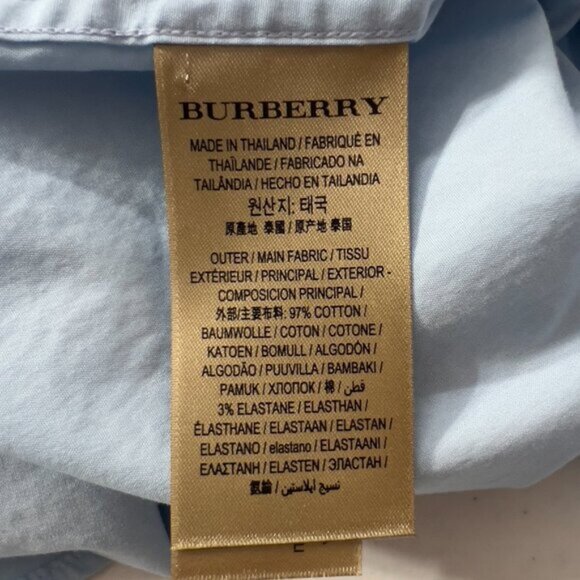 BURBERRY
MADE IN THAILAND / FABRIQUÉ EN
THAÏLANDE / FABRICADO NA
TAILÂNDIA / HECHO EN TAILANDIA
원산지: 태국
原產地 泰國 / 原产地 泰国
OUTER / MAIN FABRIC / TISSU
EXTÉRIEUR / PRINCIPAL / EXTERIOR -
COMPOSICION PRINCIPAL /
外部/主要布料: 97% COTTON /
BAUMWOLLE / COTON / COTONE /
KATOEN / BOMULL / ALGODÓN /
ALGODÃO / PUUVILLA / BAMBAKI /
PAMUK / ХЛОПОК / 棉 / قطن /
3% ELASTANE / ELASTHAN /
ÉLASTHANE / ELASTAAN / ELASTAN /
ELASTANO / elastano / ELASTAANI /
ΕΛΑΣΤΑΝΗ / ELASTEN / ЭЛАСТАН /
氨綸 / نسيج ايلاستين /